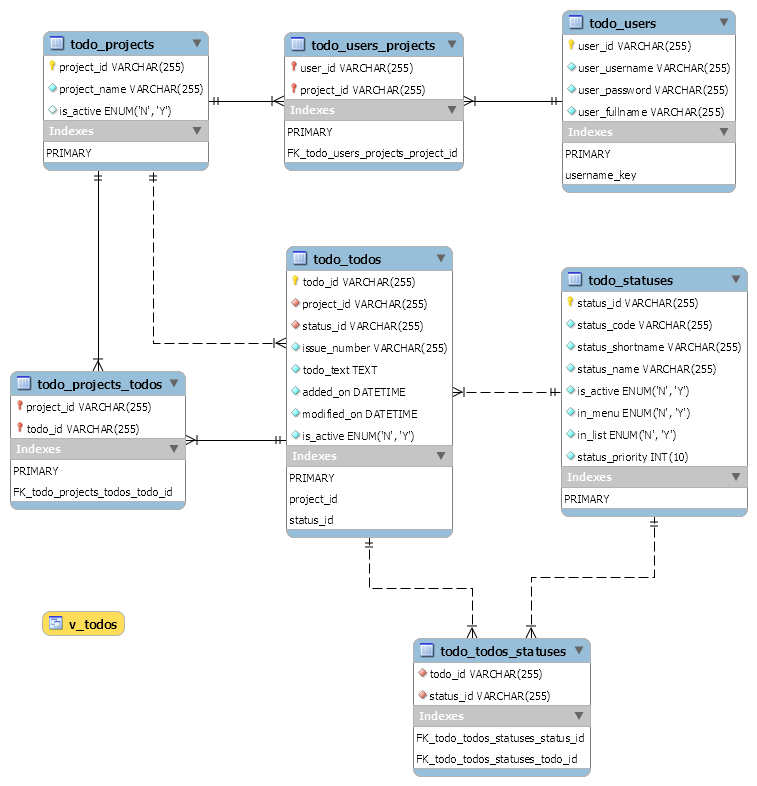 todo_projects
project_id VARCHAR(255)
project_name VARCHAR(255)
is_active ENUM('N', 'Y')
Indexes
PRIMARY
todo_users_projects
user_id VARCHAR(255)
project_id VARCHAR(255)
Indexes
PRIMARY
FK_todo_users_projects_project_id
todo_users
user_id VARCHAR(255)
user_username VARCHAR(255)
user_password VARCHAR(255)
user_fullname VARCHAR(255)
Indexes
PRIMARY
username_key
todo_todos
todo_id VARCHAR(255)
project_id VARCHAR(255)
status_id VARCHAR(255)
issue_number VARCHAR(255)
todo_text TEXT
added_on DATETIME
modified_on DATETIME
is_active ENUM('N', 'Y')
Indexes
PRIMARY
project_id
status_id
todo_statuses
status_id VARCHAR(255)
status_code VARCHAR(255)
status_shortname VARCHAR(255)
status_name VARCHAR(255)
is_active ENUM('N', 'Y')
in_menu ENUM('N', 'Y')
in_list ENUM('N', 'Y')
status_priority INT(10)
Indexes
PRIMARY
todo_projects_todos
project_id VARCHAR(255)
todo_id VARCHAR(255)
Indexes
PRIMARY
FK_todo_projects_todos_todo_id
v_todos
todo_todos_statuses
todo_id VARCHAR(255)
status_id VARCHAR(255)
Indexes
FK_todo_todos_statuses_status_id
FK_todo_todos_statuses_todo_id